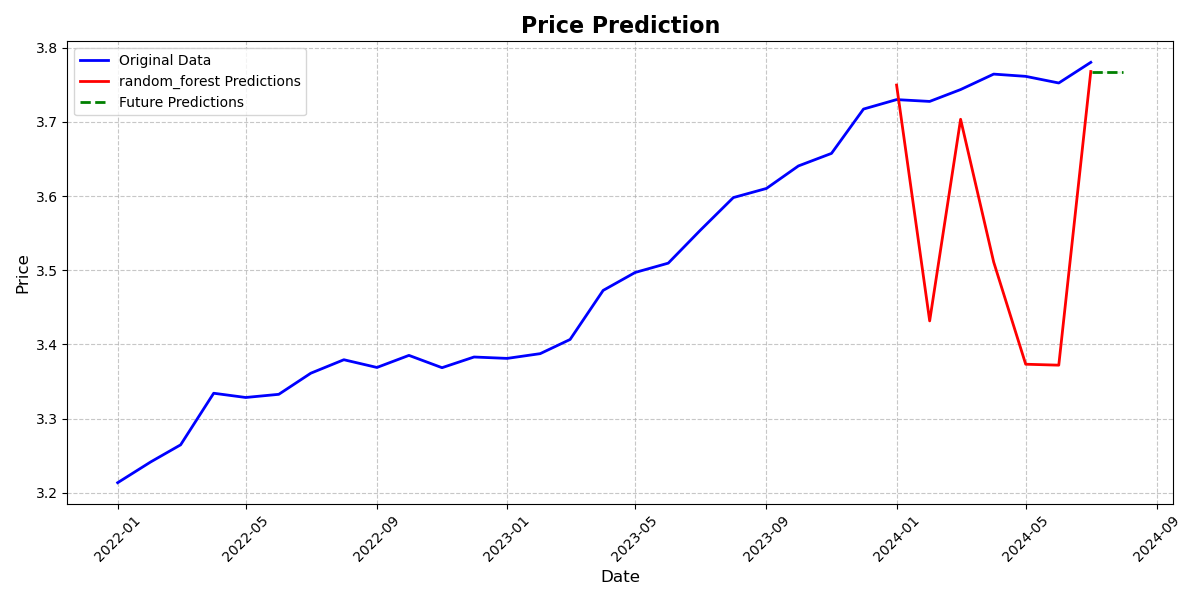 Price Prediction
Original Data
random_forest Predictions
Future Predictions
Price
3.8
3.7
3.6
3.5
3.4
3.3
3.2
2022-01
2022-05
2022-09
2023-01
2023-05
2023-09
2024-01
2024-05
2024-09
Date